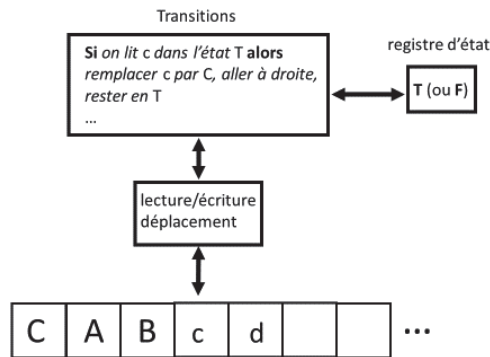 Transitions
Si on lit c dans l’état T alors
remplacer c par C, aller à droite,
rester en T
...
registre d’état
T (ou F)
lecture/écriture
déplacement
C A B c d ...